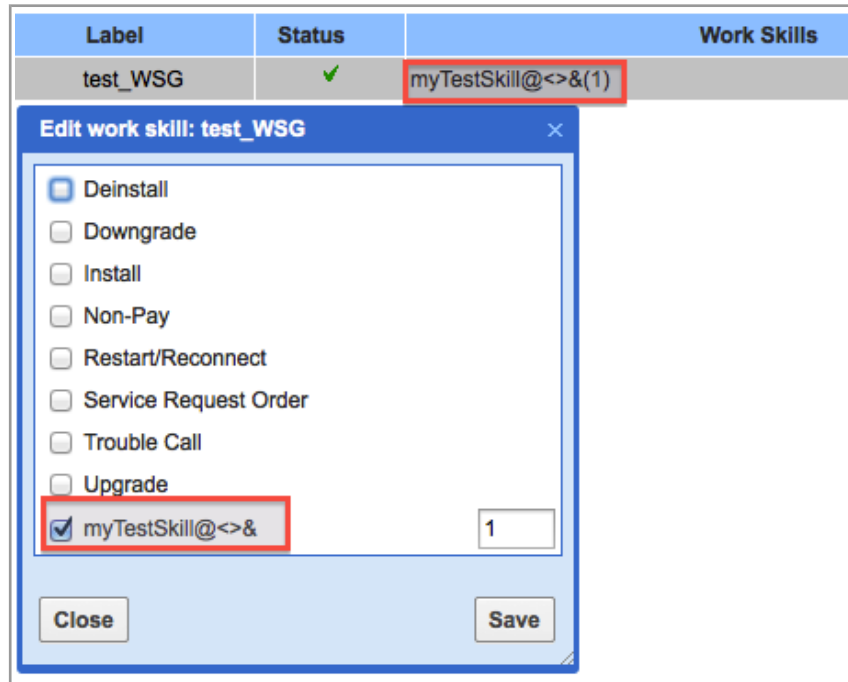 Label Status Work Skills
test_WSG myTestSkill@<>&(1)
Edit work skill: test_WSG
Deinstall
Downgrade
Install
Non-Pay
Restart/Reconnect
Service Request Order
Trouble Call
Upgrade
myTestSkill@<>& 1
Close Save